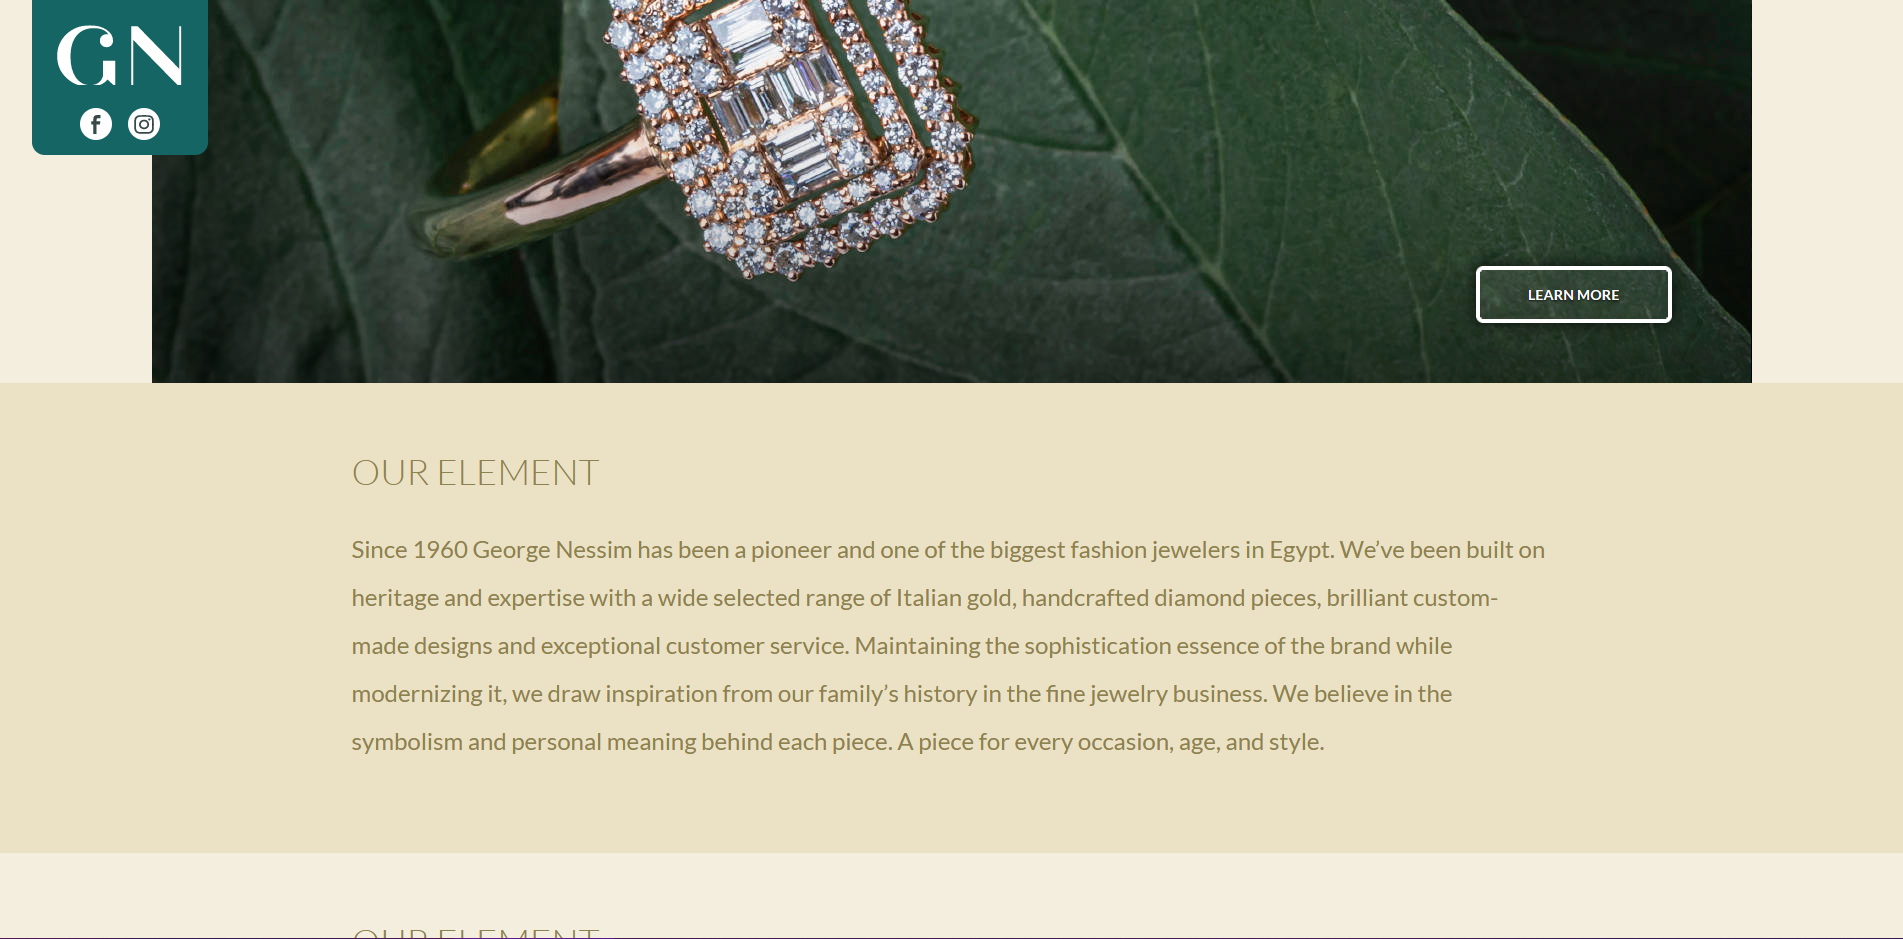 GN
LEARN MORE
OUR ELEMENT
Since 1960 George Nessim has been a pioneer and one of the biggest fashion jewelers in Egypt. We’ve been built on
heritage and expertise with a wide selected range of Italian gold, handcrafted diamond pieces, brilliant custom-
made designs and exceptional customer service. Maintaining the sophistication essence of the brand while
modernizing it, we draw inspiration from our family’s history in the fine jewelry business. We believe in the
symbolism and personal meaning behind each piece. A piece for every occasion, age, and style.
OUR ELEMENT